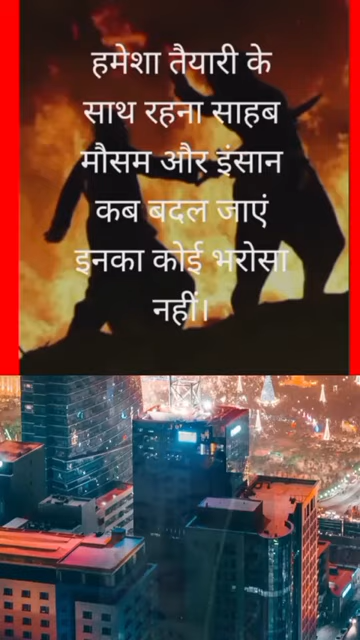 हमेशा तैयारी के
साथ रहना साहब
मौसम और इंसान
कब बदल जाएं
इनका कोई भरोसा
नहीं।